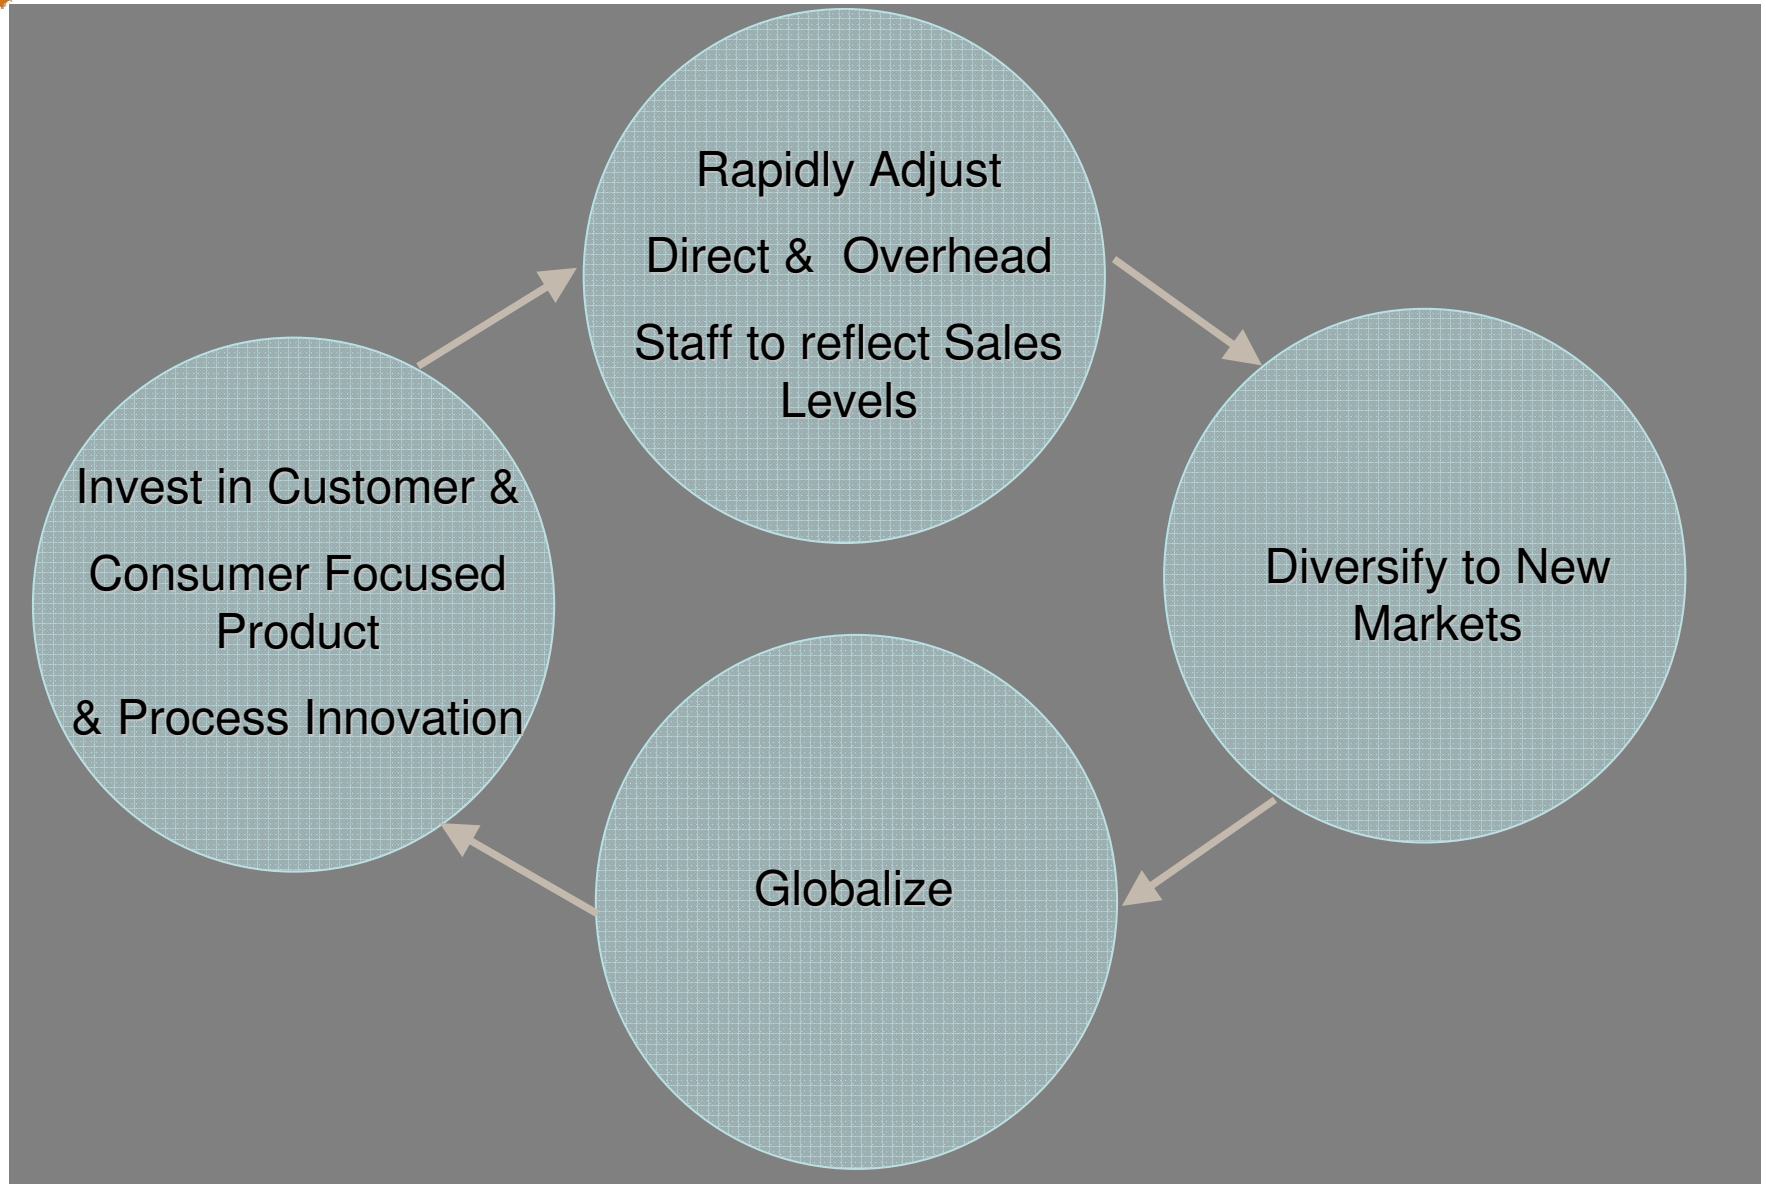 Rapidly Adjust
Direct &  Overhead
Staff to reflect Sales
Levels
Invest in Customer &
Consumer Focused
Product
& Process Innovation
Diversify to New
Markets
Globalize